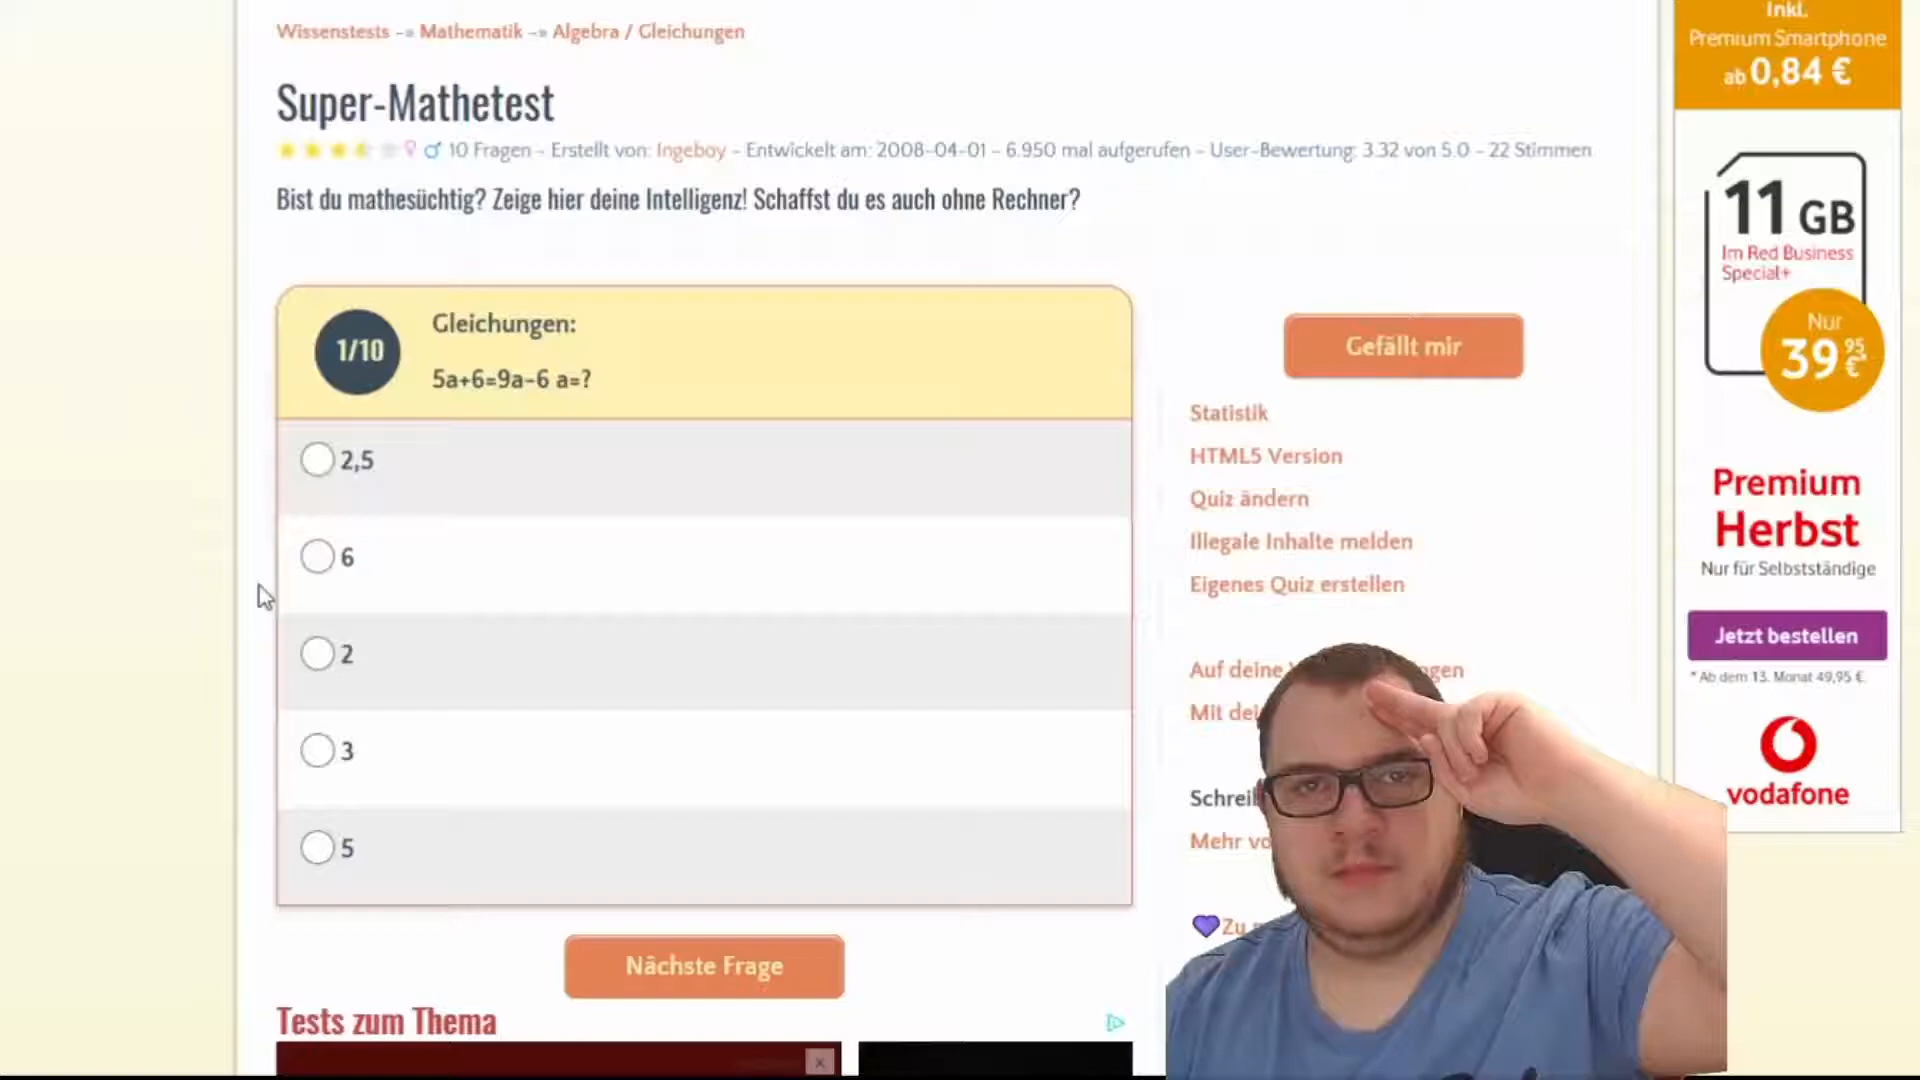 Wissenstests -» Mathematik -» Algebra / Gleichungen
Super-Mathetest
10 Fragen - Erstellt von: Ingeboy - Entwickelt am: 2008-04-01 - 6.950 mal aufgerufen - User-Bewertung: 3.32 von 5.0 - 22 Stimmen
Bist du mathesüchtig? Zeige hier deine Intelligenz! Schaffst du es auch ohne Rechner?
1/10
Gleichungen:
5a+6=9a-6 a=?
2,5
6
2
3
5
Nächste Frage
Tests zum Thema
Gefällt mir
Statistik
HTML5 Version
Quiz ändern
Illegale Inhalte melden
Eigenes Quiz erstellen
Auf deine
Mit
Mehr
Zu
Inkl.
Premium Smartphone
ab 0,84 €
11 GB
Im Red Business
Special+
Nur
39 95 €*
Premium
Herbst
Nur für Selbstständige
Jetzt bestellen
* Ab dem 13. Monat 49,95 €.
vodafone